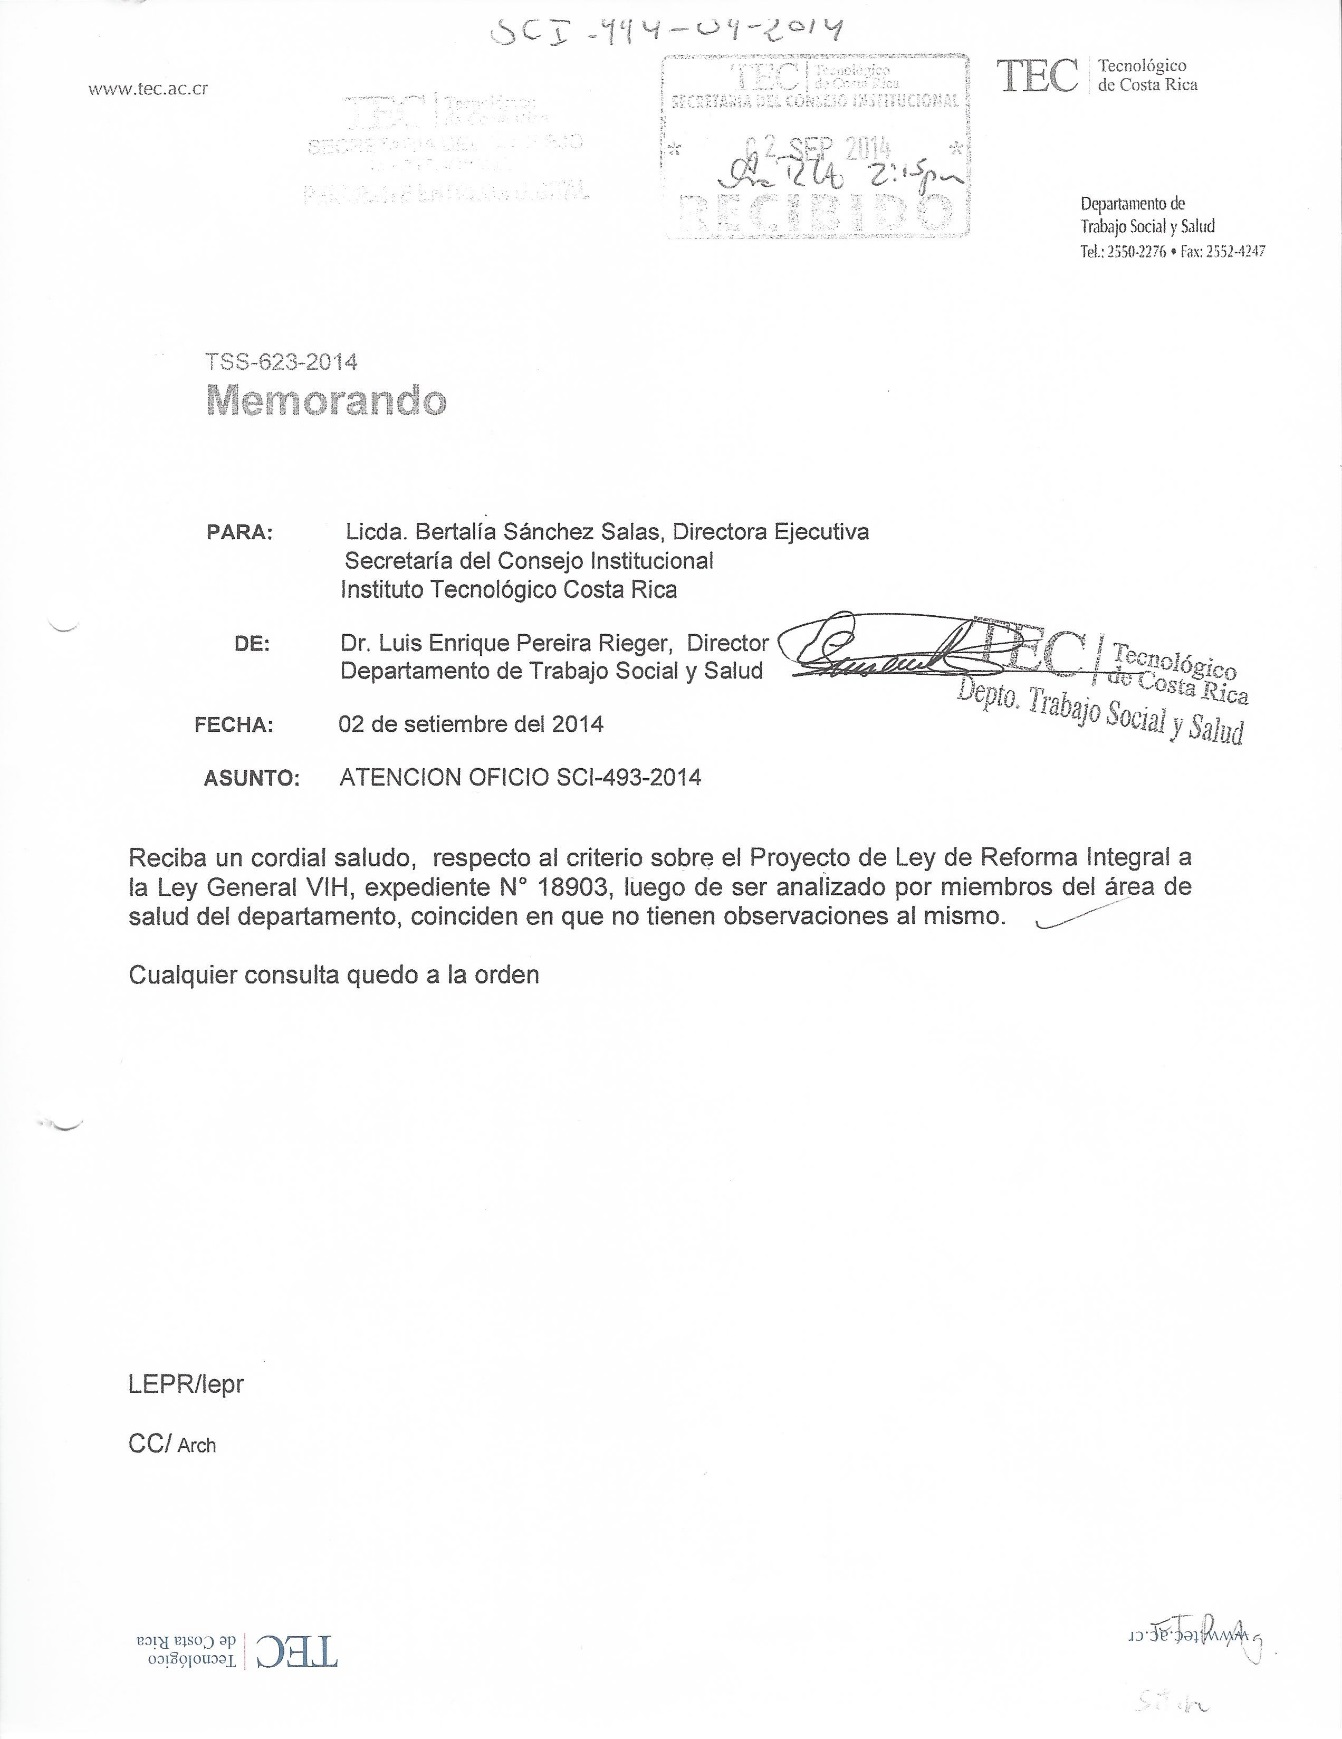 www.tec.ac.cr
TEC Tecnológico
de Costa Rica
SECRETARIA DEL CONSEJO INSTITUCIONAL
02 SEP 2014
2:15pm
RECIBIDO
TEC Tecnológico
de Costa Rica
Departamento de
Trabajo Social y Salud
Tel.: 2550-2276 • Fax: 2552-4247
TSS-623-2014
Memorando
PARA: Licda. Bertalía Sánchez Salas, Directora Ejecutiva
Secretaría del Consejo Institucional
Instituto Tecnológico Costa Rica
DE: Dr. Luis Enrique Pereira Rieger, Director
Departamento de Trabajo Social y Salud
TEC Tecnológico
de Costa Rica
Depto. Trabajo Social y Salud
FECHA: 02 de setiembre del 2014
ASUNTO: ATENCION OFICIO SCI-493-2014
Reciba un cordial saludo, respecto al criterio sobre el Proyecto de Ley de Reforma Integral a
la Ley General VIH, expediente N° 18903, luego de ser analizado por miembros del área de
salud del departamento, coinciden en que no tienen observaciones al mismo.
Cualquier consulta quedo a la orden
LEPR/lepr
CC/ Arch
TEC Tecnológico
de Costa Rica
www.tec.ac.cr